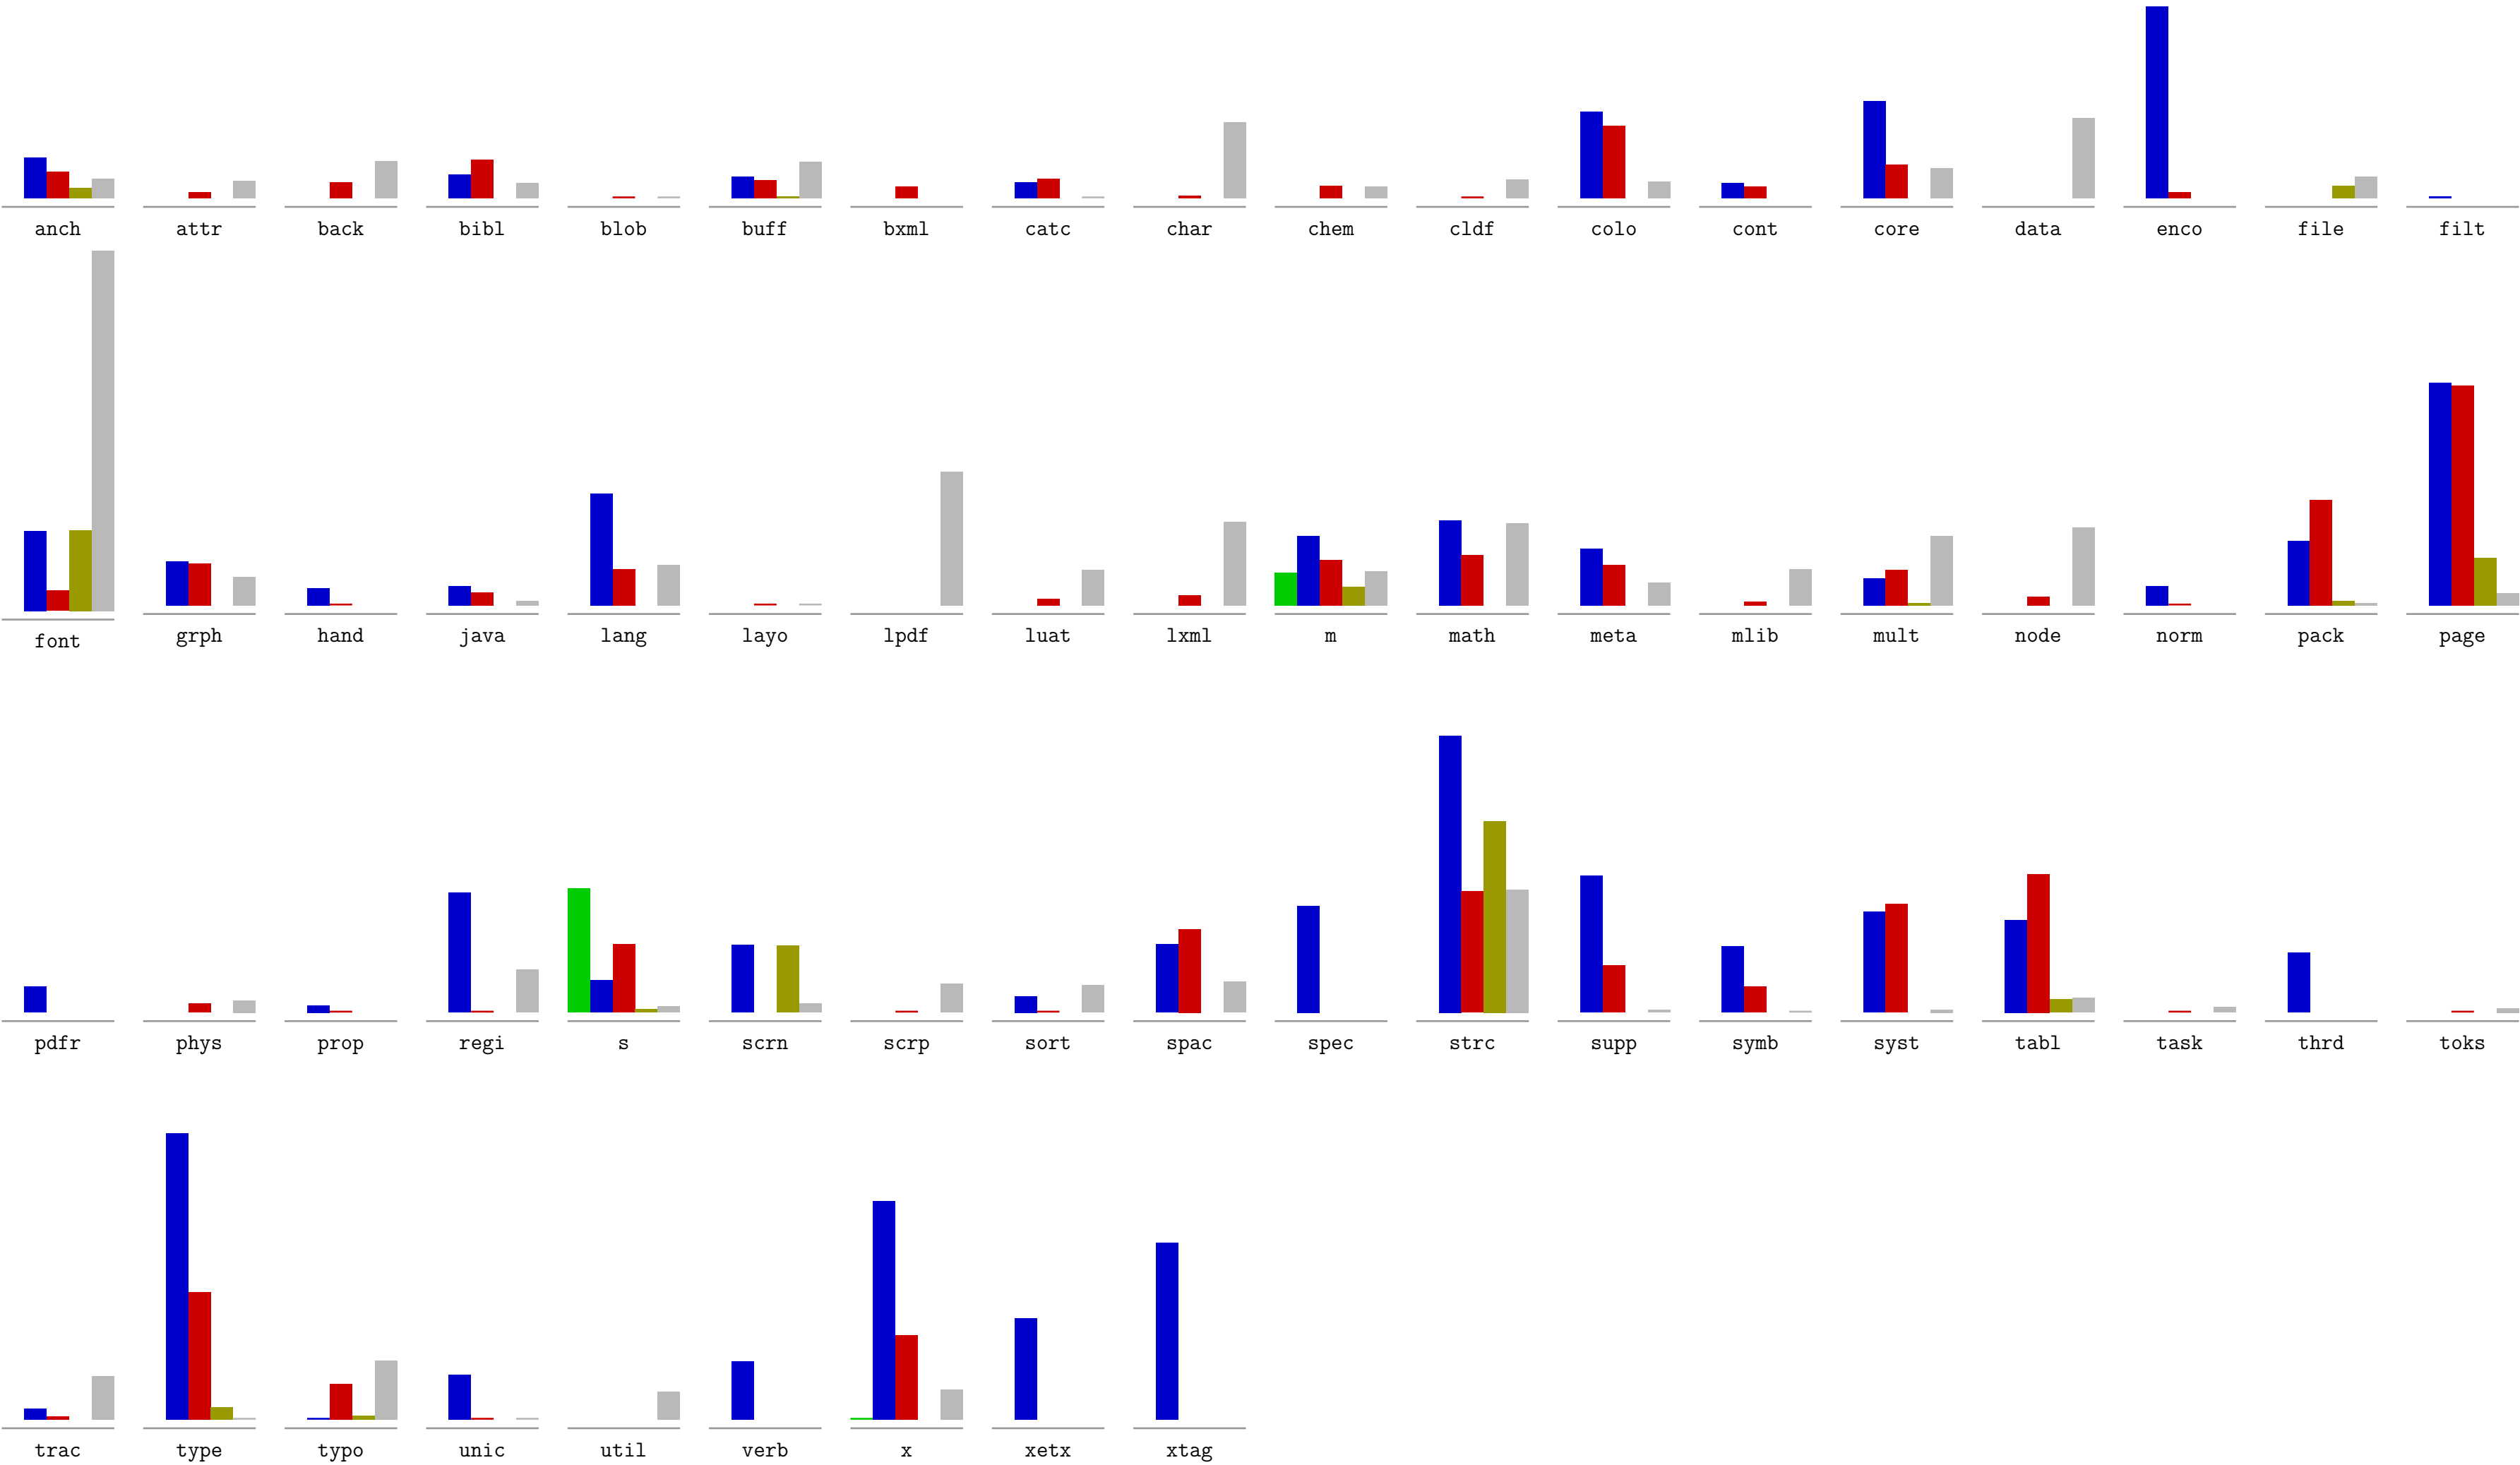 anch attr back bibl blob buff bxml catc char chem cldf colo cont core data enco file filt
font grph hand java lang layo lpdf luat lxml m math meta mlib mult node norm pack page
pdfr phys prop regi s scrn scrp sort spac spec strc supp symb syst tabl task thrd toks
trac type typo unic util verb x xetx xtag